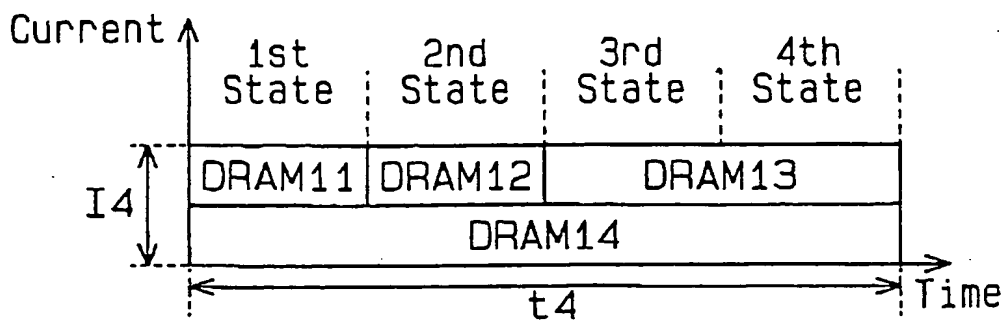 Current
1st State
2nd State
3rd State
4th State
I4
DRAM11
DRAM12
DRAM13
DRAM14
t4
Time